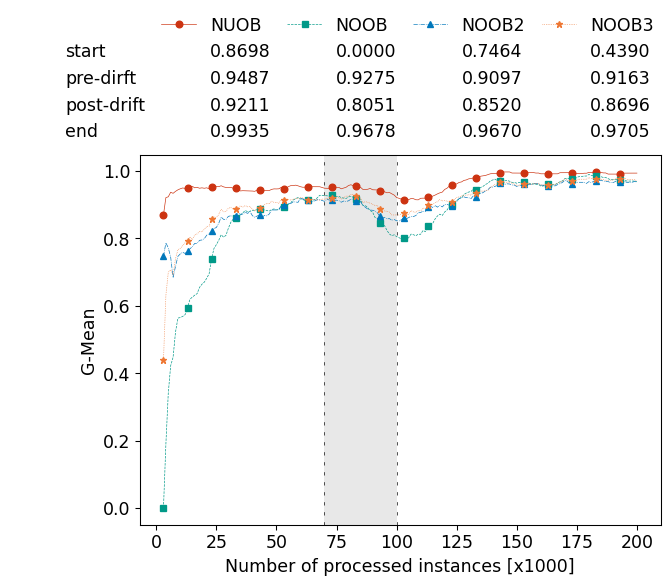 NUOB NOOB NOOB2 NOOB3
start 0.8698 0.0000 0.7464 0.4390
pre-dirft 0.9487 0.9275 0.9097 0.9163
post-drift 0.9211 0.8051 0.8520 0.8696
end 0.9935 0.9678 0.9670 0.9705
1.0
0.8
0.6
0.4
0.2
0.0
G-Mean
0 25 50 75 100 125 150 175 200
Number of processed instances [x1000]